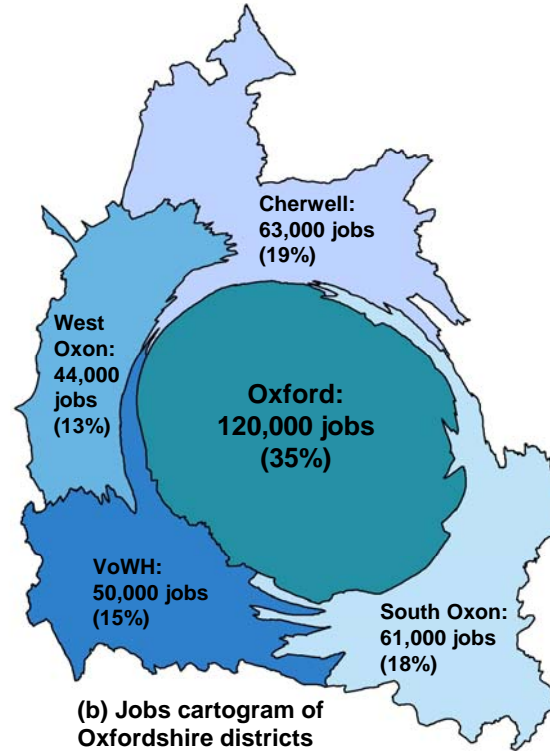 Cherwell:
63,000 jobs
(19%)
West
Oxon:
44,000
jobs
(13%)
Oxford:
120,000 jobs
(35%)
VoWH:
50,000 jobs
(15%)
South Oxon:
61,000 jobs
(18%)
(b) Jobs cartogram of
Oxfordshire districts